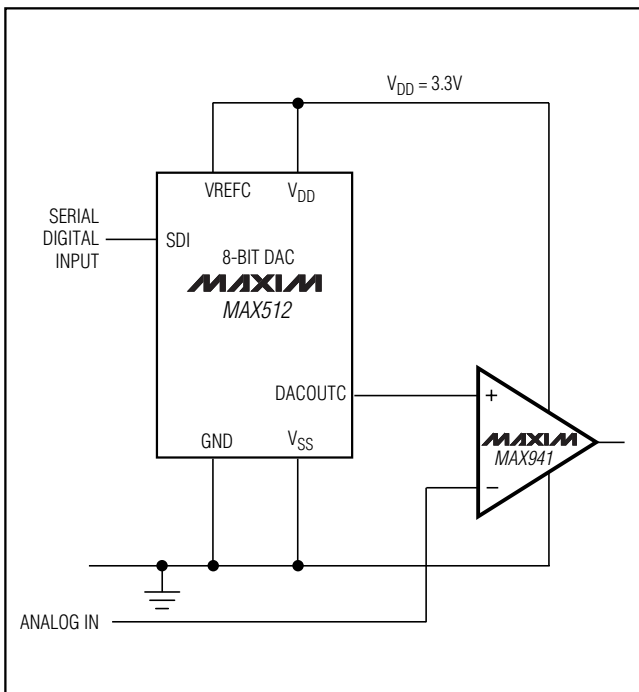 V_DD = 3.3V
VREFC V_DD
SERIAL
DIGITAL
INPUT
SDI
8-BIT DAC
MAXIM
MAX512
DACOUTC
+
MAXIM
MAX941
−
GND V_SS
ANALOG IN